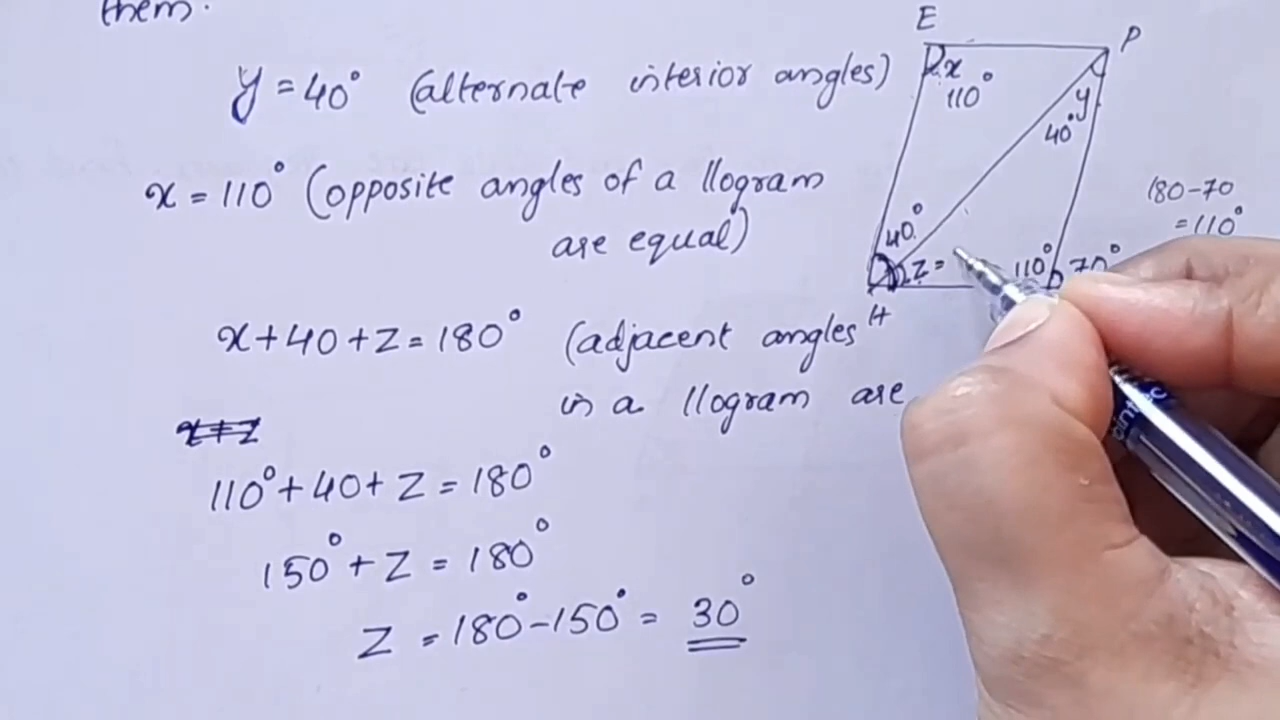 them.
y = 40° (alternate interior angles)
x = 110° (opposite angles of a llogram
are equal)
x + 40 + z = 180° (adjacent angles
in a llogram are
110° + 40 + z = 180°
150° + z = 180°
z = 180° - 150° = 30°
E
P
x
110°
y
40°
40°
z =
110°
70°
H
180-70
= 110°